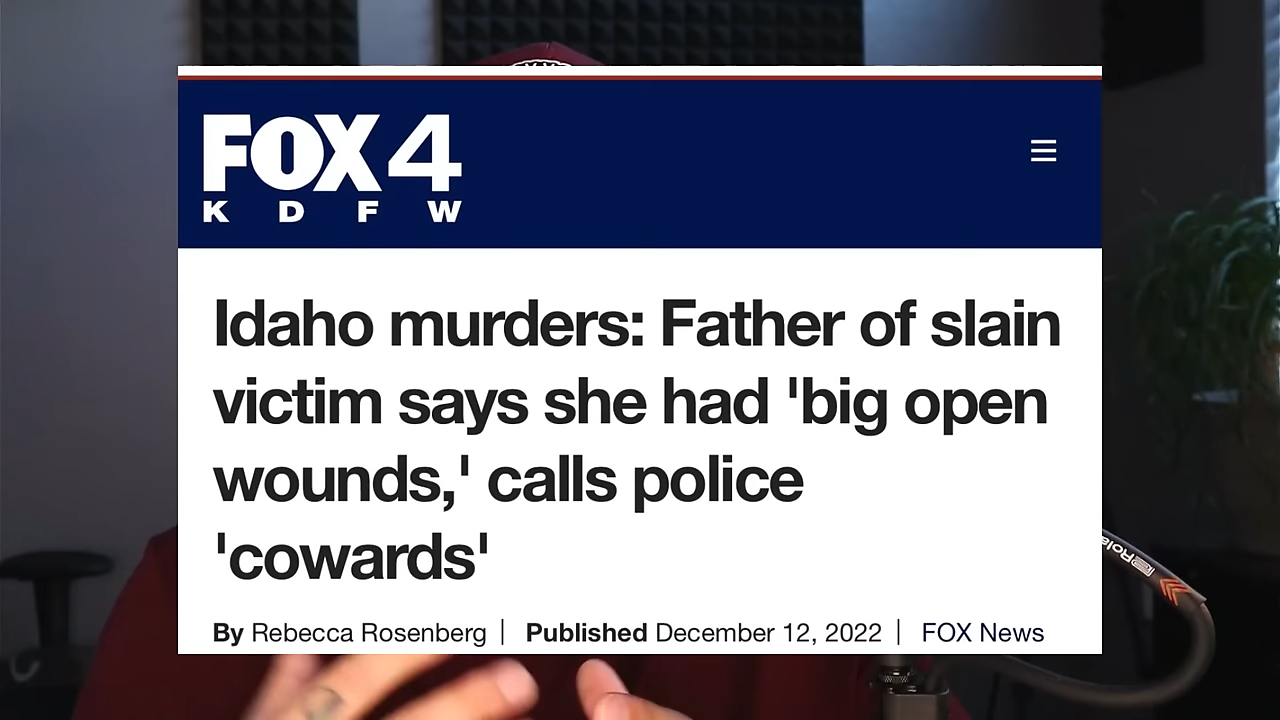 FOX 4
KDFW
Idaho murders: Father of slain
victim says she had 'big open
wounds,' calls police
'cowards'
By Rebecca Rosenberg | Published December 12, 2022 | FOX News